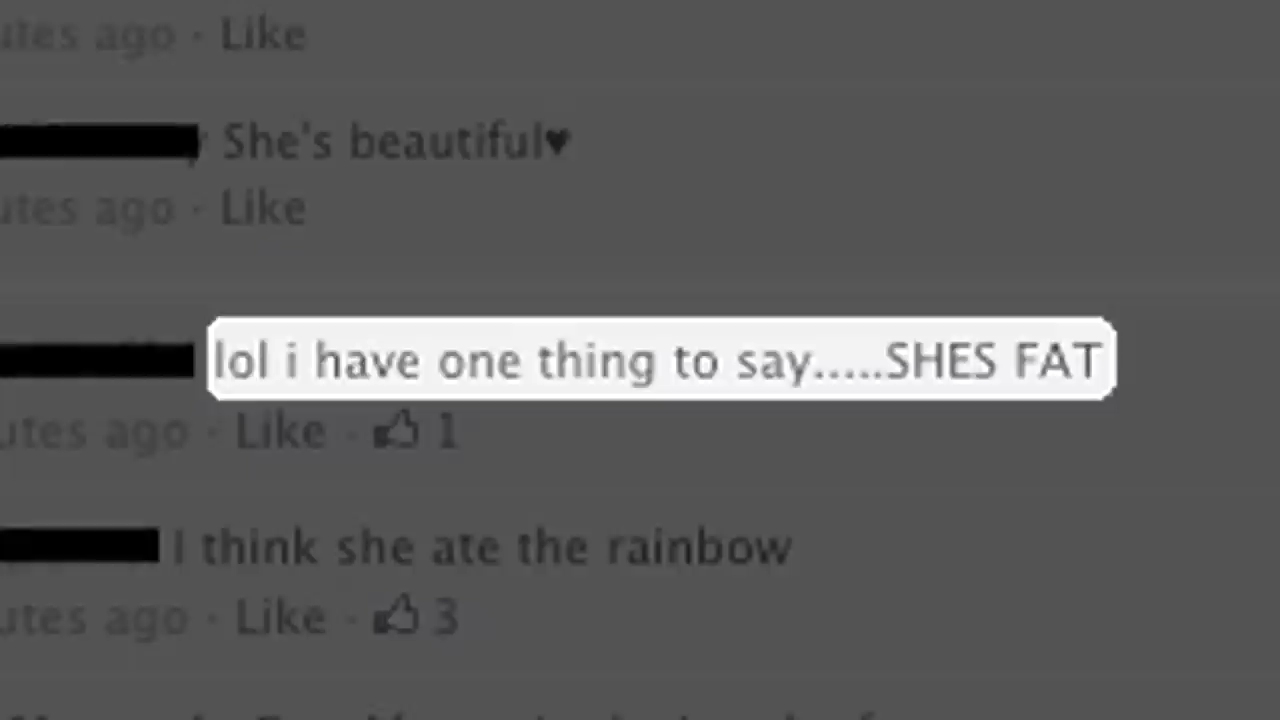 utes ago · Like
She's beautiful♥
utes ago · Like
lol i have one thing to say.....SHES FAT
utes ago · Like · 1
I think she ate the rainbow
utes ago · Like · 3